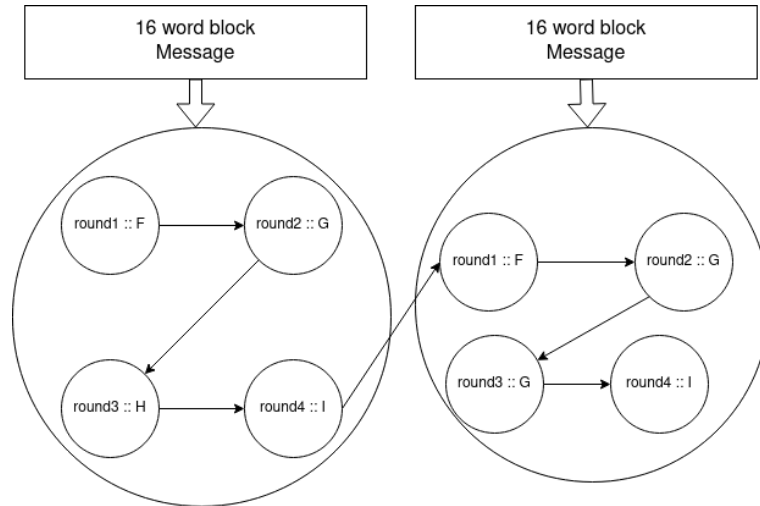 16 word block
Message
16 word block
Message
round1 :: F
round2 :: G
round3 :: H
round4 :: I
round1 :: F
round2 :: G
round3 :: G
round4 :: I